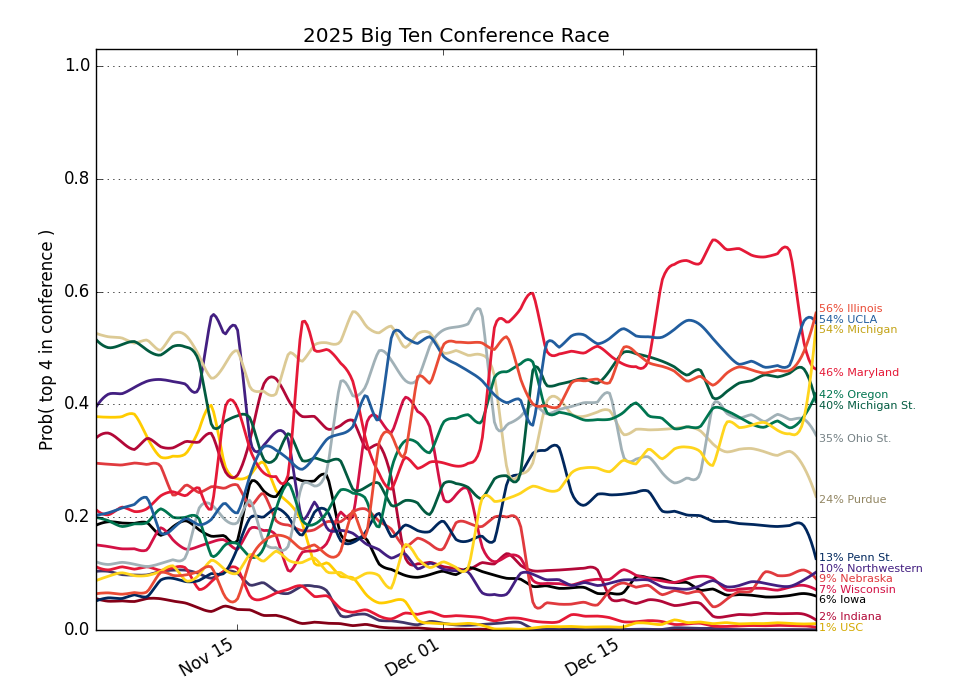 2025 Big Ten Conference Race
Prob( top 4 in conference )
1.0
0.8
0.6
0.4
0.2
0.0
Nov 15
Dec 01
Dec 15
56% Illinois
54% UCLA
54% Michigan
46% Maryland
42% Oregon
40% Michigan St.
35% Ohio St.
24% Purdue
13% Penn St.
10% Northwestern
9% Nebraska
7% Wisconsin
6% Iowa
2% Indiana
1% USC